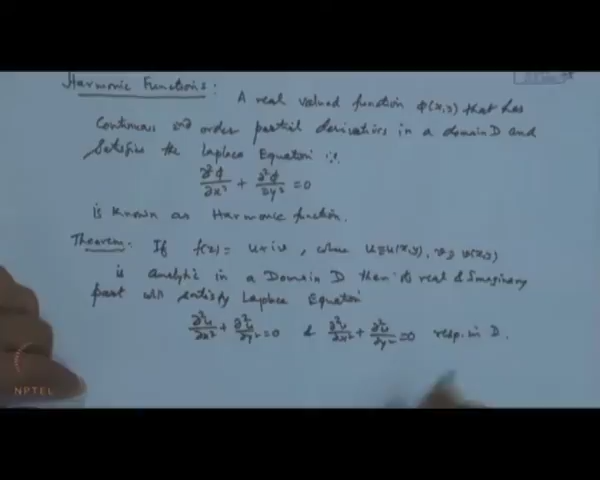 Harmonic Functions :
A real valued function φ(x,y) that has
Continuous IInd order partial derivatives in a domain D and
Satisfies the Laplace Equation i.e.
∂²φ/∂x² + ∂²φ/∂y² = 0
is known as Harmonic function.
Theorem. If f(z) = u+iv, where u=u(x,y), v=v(x,y)
is analytic in a Domain D then its real & Imaginary
part will satisfy Laplace Equation
∂²u/∂x² + ∂²u/∂y² = 0 & ∂²v/∂x² + ∂²v/∂y² = 0 resp. in D.
NPTEL